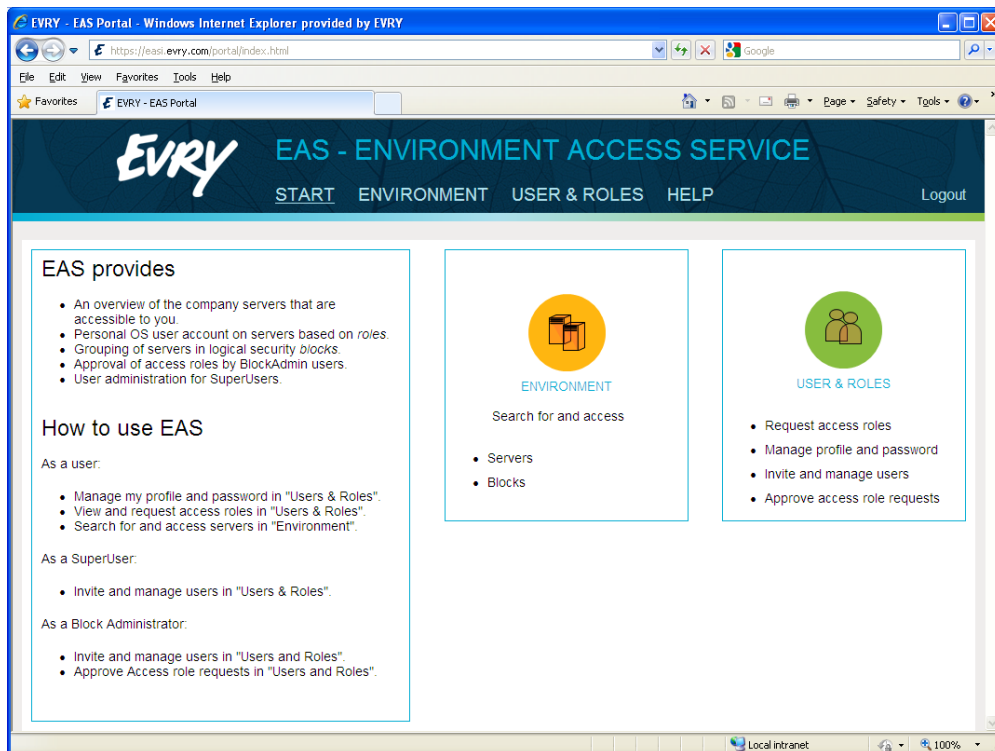 EVRY - EAS Portal - Windows Internet Explorer provided by EVRY
https://easi.evry.com/portal/index.html
Google
File Edit View Favorites Tools Help
Favorites
EVRY - EAS Portal
Page Safety Tools
EVRY
EAS - ENVIRONMENT ACCESS SERVICE
START ENVIRONMENT USER & ROLES HELP
Logout
EAS provides
• An overview of the company servers that are
accessible to you.
• Personal OS user account on servers based on roles.
• Grouping of servers in logical security blocks.
• Approval of access roles by BlockAdmin users.
• User administration for SuperUsers.
How to use EAS
As a user:
• Manage my profile and password in "Users & Roles".
• View and request access roles in "Users & Roles".
• Search for and access servers in "Environment".
As a SuperUser:
• Invite and manage users in "Users & Roles".
As a Block Administrator:
• Invite and manage users in "Users and Roles".
• Approve Access role requests in "Users and Roles".
ENVIRONMENT
Search for and access
• Servers
• Blocks
USER & ROLES
• Request access roles
• Manage profile and password
• Invite and manage users
• Approve access role requests
Local intranet
100%